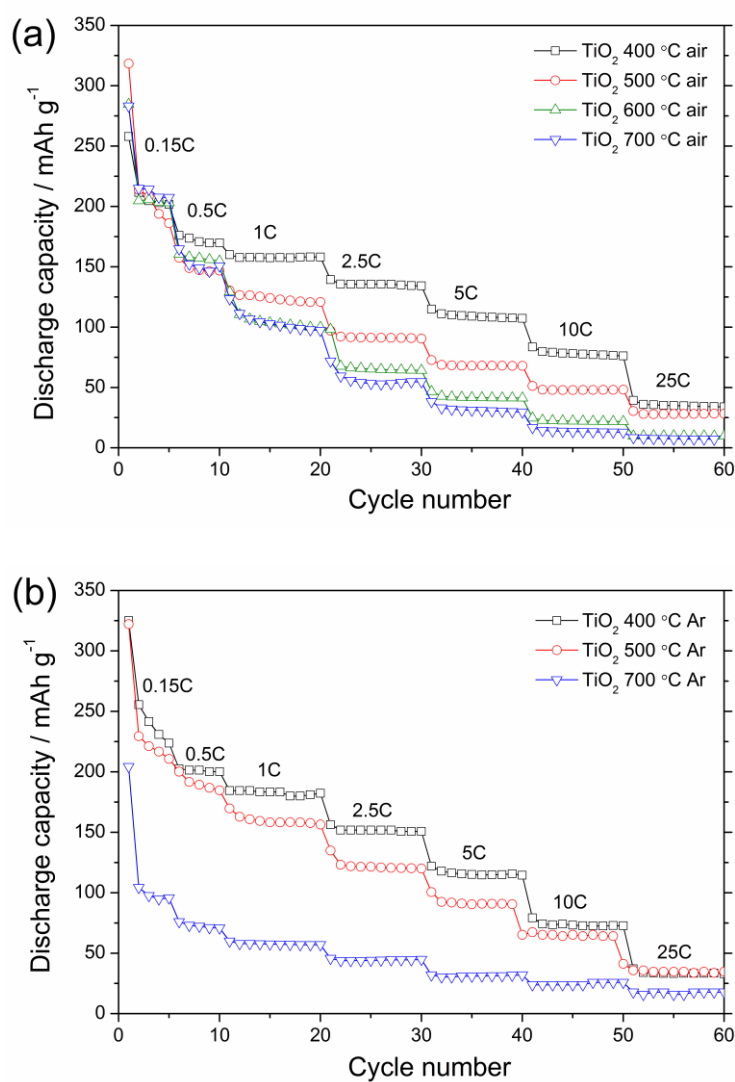 (a)
350
300
250
200
150
100
50
0
Discharge capacity / mAh g⁻¹
TiO₂ 400 °C air
TiO₂ 500 °C air
TiO₂ 600 °C air
TiO₂ 700 °C air
0.15C
0.5C
1C
2.5C
5C
10C
25C
0 10 20 30 40 50 60
Cycle number
(b)
350
300
250
200
150
100
50
0
Discharge capacity / mAh g⁻¹
TiO₂ 400 °C Ar
TiO₂ 500 °C Ar
TiO₂ 700 °C Ar
0.15C
0.5C
1C
2.5C
5C
10C
25C
0 10 20 30 40 50 60
Cycle number